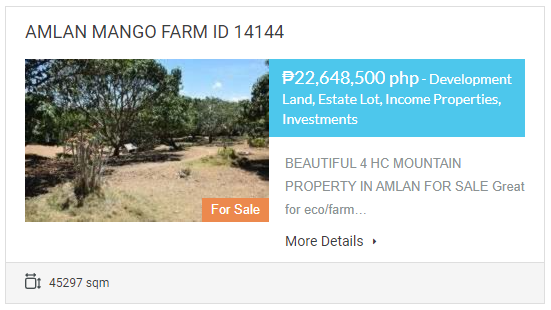 AMLAN MANGO FARM ID 14144
₱22,648,500 php - Development
Land, Estate Lot, Income Properties,
Investments
For Sale
BEAUTIFUL 4 HC MOUNTAIN
PROPERTY IN AMLAN FOR SALE Great
for eco/farm…
More Details
45297 sqm